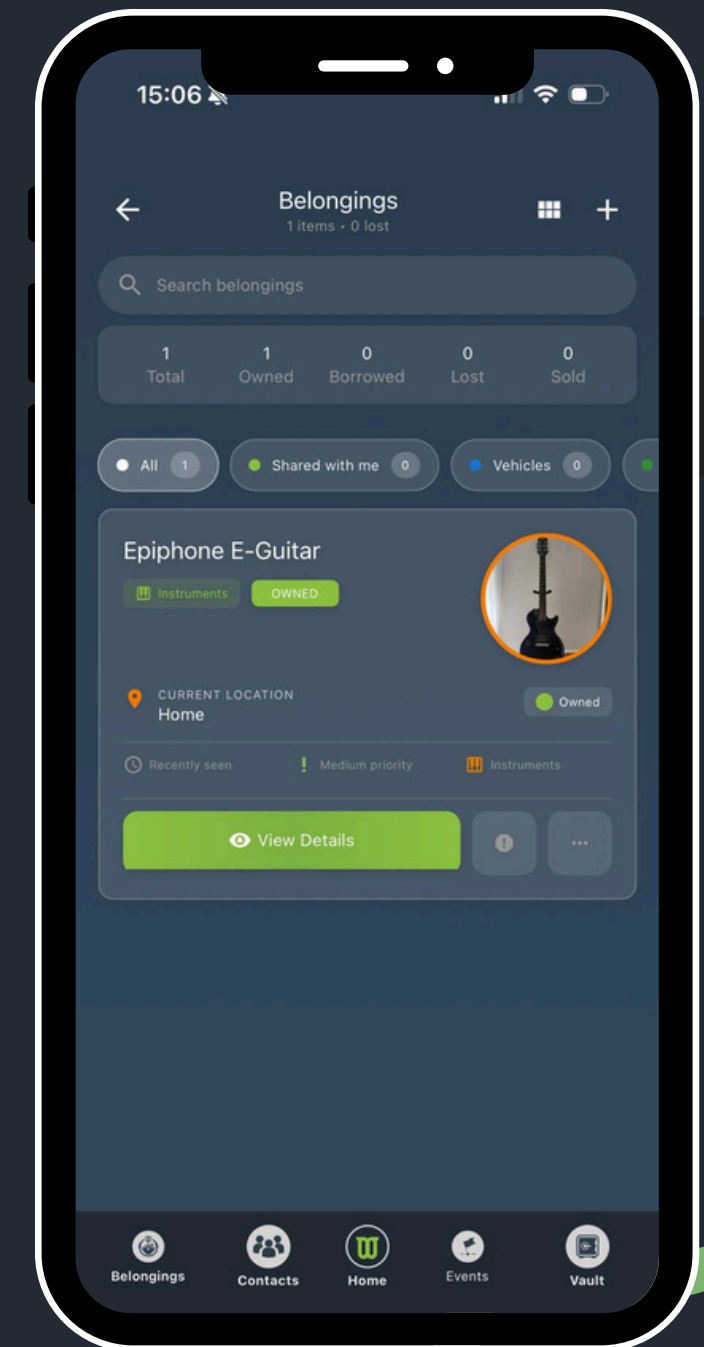 15:06
Belongings
1 items • 0 lost
Search belongings
1 1 0 0 0
Total Owned Borrowed Lost Sold
All 1 Shared with me 0 Vehicles 0
Epiphone E-Guitar
Instruments OWNED
CURRENT LOCATION
Home
Owned
Recently seen Medium priority Instruments
View Details
Belongings Contacts Home Events Vault